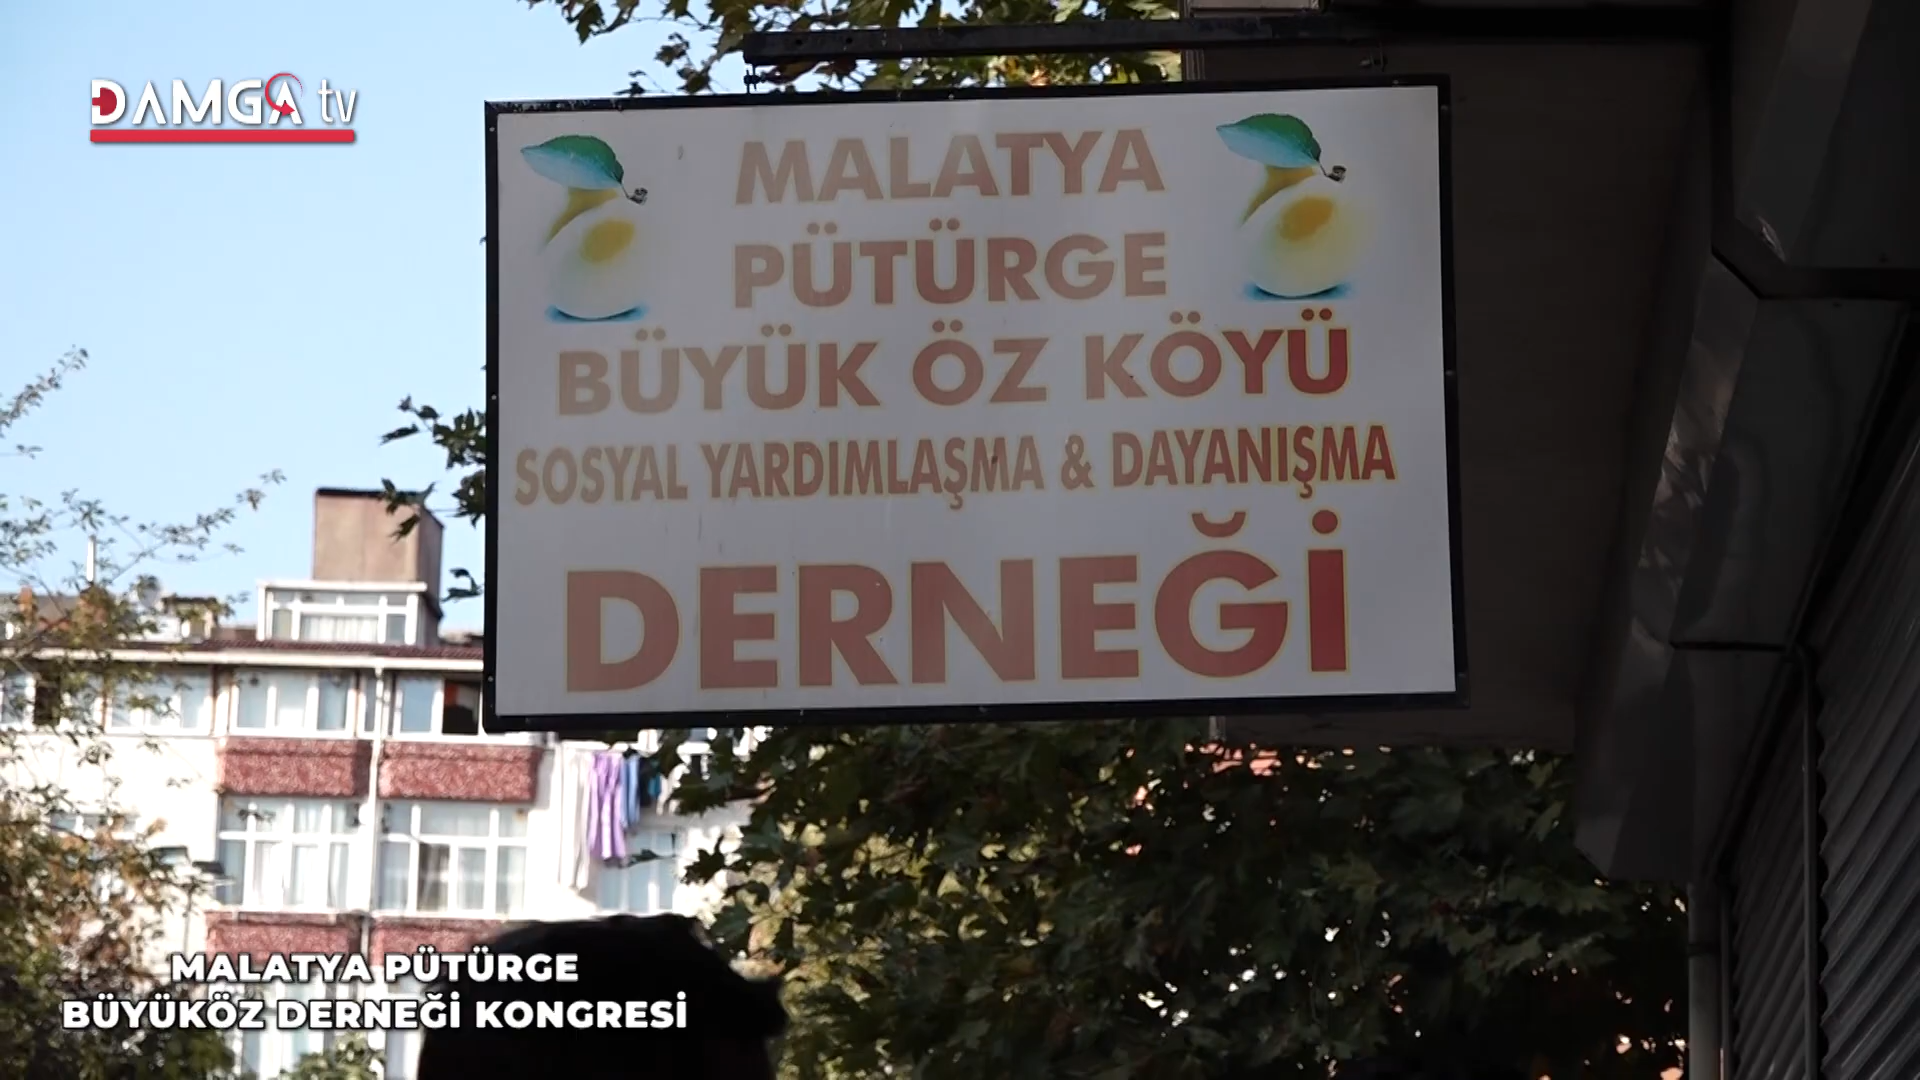 DAMGA tv
MALATYA
PÜTÜRGE
BÜYÜK ÖZ KÖYÜ
SOSYAL YARDIMLAŞMA & DAYANIŞMA
DERNEĞİ
MALATYA PÜTÜRGE
BÜYÜKÖZ DERNEĞİ KONGRESİ